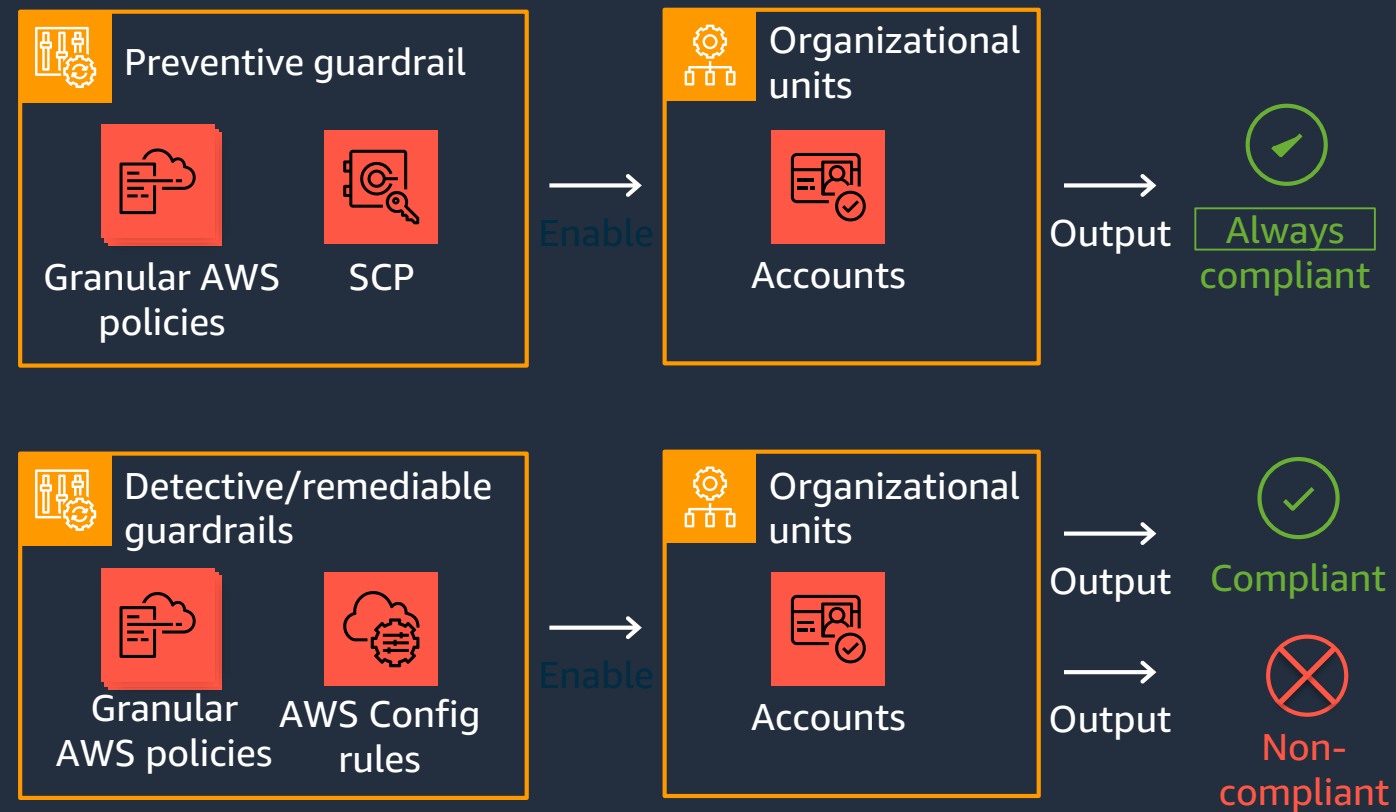 Preventive guardrail
Granular AWS
policies
SCP
Enable
Organizational
units
Accounts
Output
Always
compliant
Detective/remediable
guardrails
Granular
AWS policies
AWS Config
rules
Enable
Organizational
units
Accounts
Output
Compliant
Output
Non-
compliant